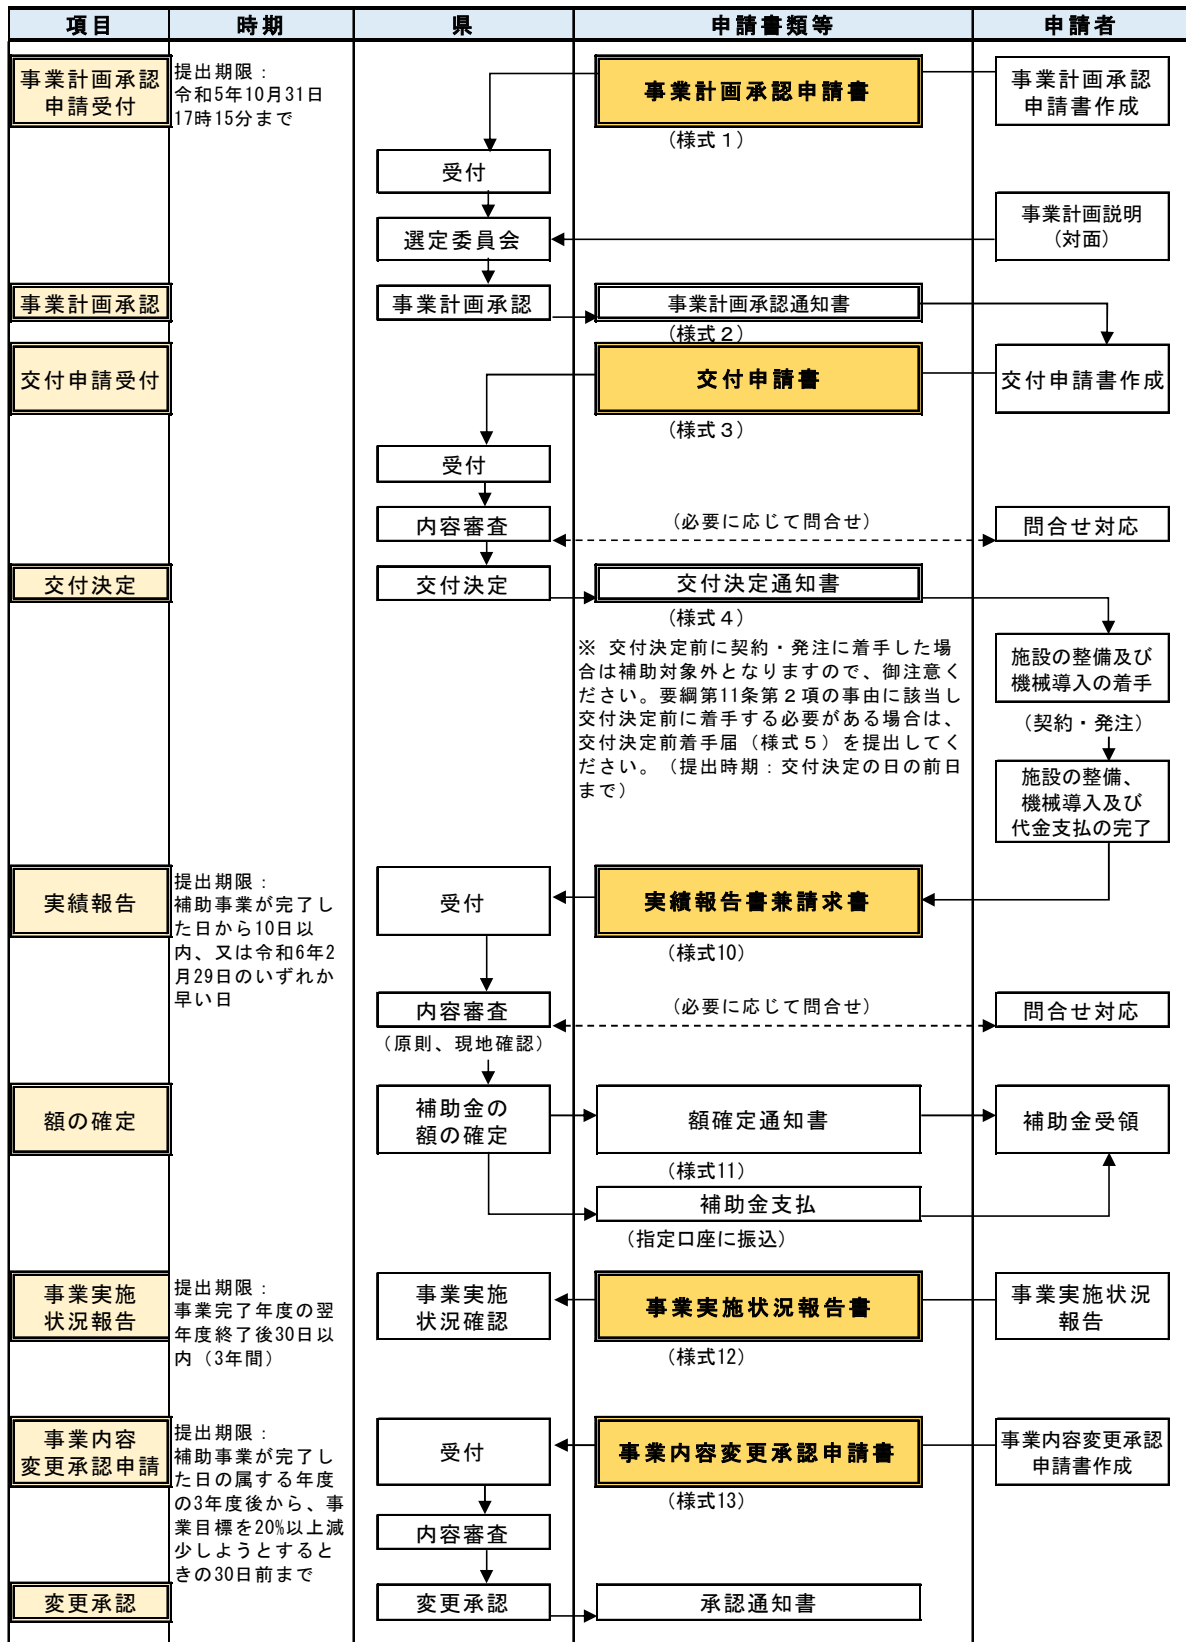 項目 時期 県 申請書類等 申請者
事業計画承認
申請受付
提出期限：
令和5年10月31日
17時15分まで
事業計画承認申請書
（様式１）
事業計画承認
申請書作成
受付
選定委員会
事業計画説明
（対面）
事業計画承認
事業計画承認
事業計画承認通知書
（様式２）
交付申請受付
交付申請書
（様式３）
交付申請書作成
受付
内容審査
（必要に応じて問合せ）
問合せ対応
交付決定
交付決定
交付決定通知書
（様式４）
※ 交付決定前に契約・発注に着手した場
合は補助対象外となりますので、御注意く
ださい。要綱第11条第２項の事由に該当し
交付決定前に着手する必要がある場合は、
交付決定前着手届（様式５）を提出してく
ださい。（提出時期：交付決定の日の前日
まで）
施設の整備及び
機械導入の着手
（契約・発注）
施設の整備、
機械導入及び
代金支払の完了
実績報告
提出期限：
補助事業が完了し
た日から10日以
内、又は令和6年2
月29日のいずれか
早い日
受付
実績報告書兼請求書
（様式10）
内容審査
（原則、現地確認）
（必要に応じて問合せ）
問合せ対応
額の確定
補助金の
額の確定
額確定通知書
（様式11）
補助金受領
補助金支払
（指定口座に振込）
事業実施
状況報告
提出期限：
事業完了年度の翌
年度終了後30日以
内（3年間）
事業実施
状況確認
事業実施状況報告書
（様式12）
事業実施状況
報告
事業内容
変更承認申請
提出期限：
補助事業が完了し
た日の属する年度
の3年度後から、事
業目標を20%以上減
少しようとすると
きの30日前まで
受付
事業内容変更承認申請書
（様式13）
事業内容変更承認
申請書作成
内容審査
変更承認
変更承認
承認通知書